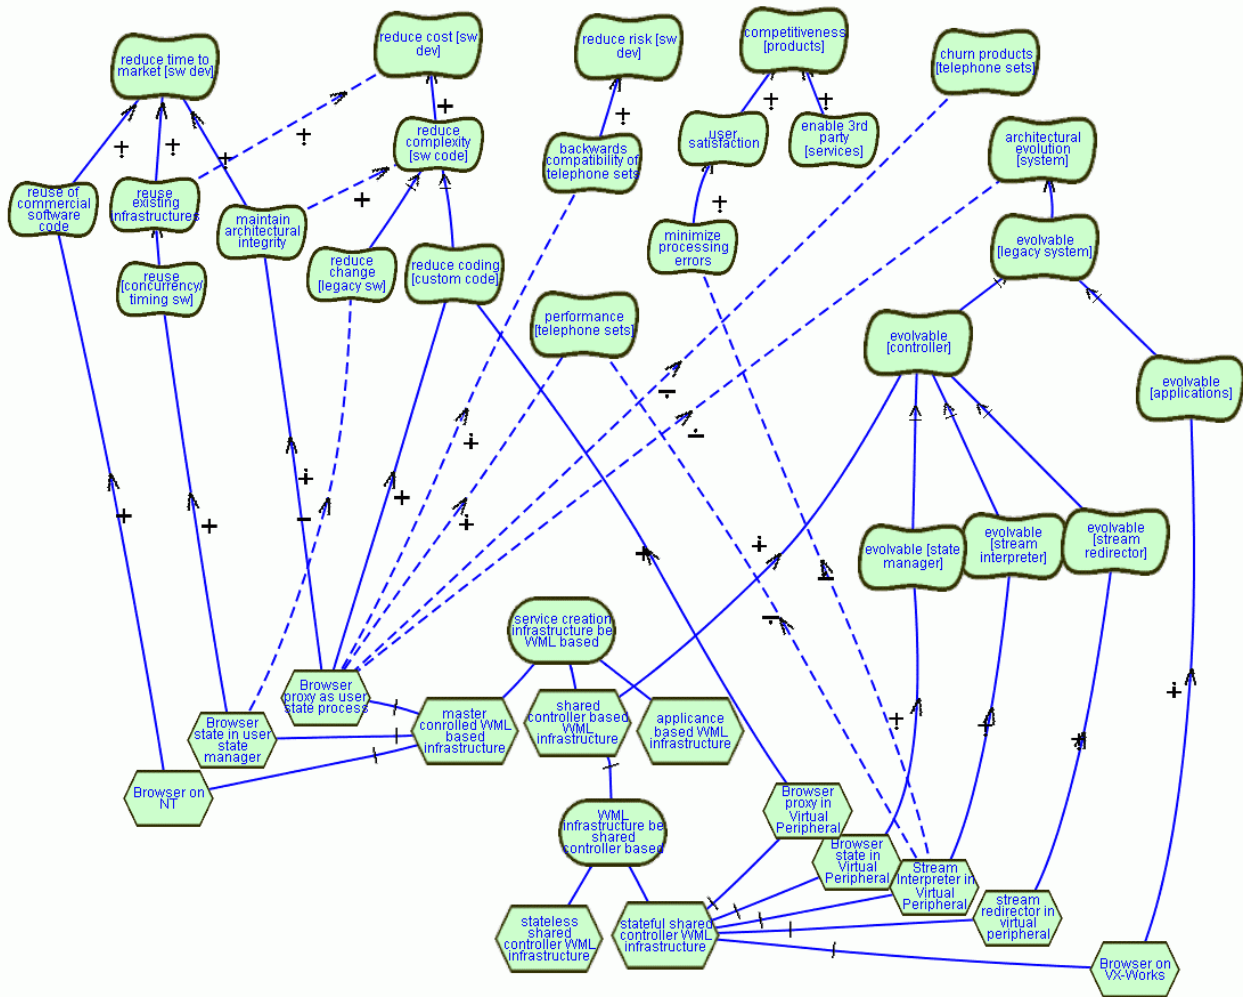 reduce time to
market [sw dev]
reduce cost [sw
dev]
reduce risk [sw
dev]
competitiveness
[products]
churn products
[telephone sets]
reduce
complexity
[sw code]
backwards
compatibility of
telephone sets
user
satisfaction
enable 3rd
party
[services]
architectural
evolution
[system]
reuse of
commercial
software
code
reuse
existing
nfrastructures
maintain
architectural
integrity
reduce
change
[legacy sw]
reduce coding
[custom code]
minimize
processing
errors
evolvable
[legacy system]
reuse
[concurrency/
timing sw]
performance
[telephone sets]
evolvable
[controller]
evolvable
[applications]
evolvable [state
manager]
evolvable
[stream
interpreter]
evolvable
[stream
redirector]
service creation
infrastructure be
WML based
Browser
proxy as user
state process
Browser
state in user
state
manager
master
conrolled WML
based
infrastructure
shared
controller based
WML
infrastructure
applicance
based WML
infrastructure
Browser on
NT
WML
infrastructure be
shared
controller based
Browser
proxy in
Virtual
Peripheral
Browser
state in
Virtual
Peripheral
Stream
Interpreter in
Virtual
Peripheral
stream
redirector in
virtual
peripheral
stateless
shared
controller WML
infrastructure
stateful shared
controller WML
infrastructure
Browser on
VX-Works